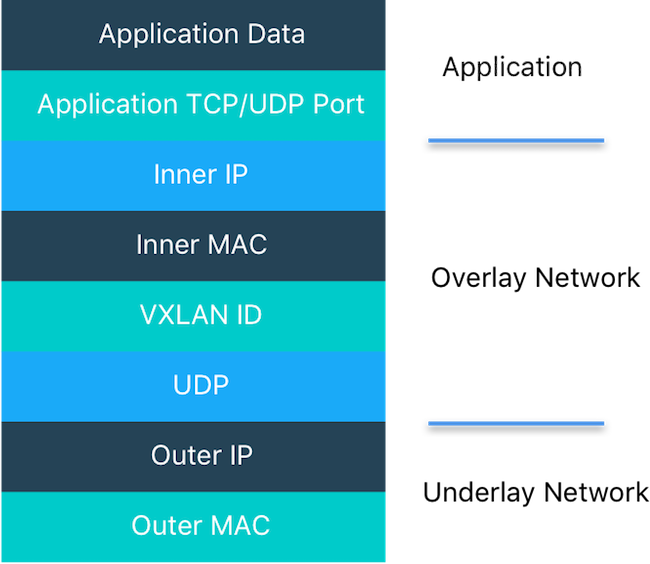 Application Data
Application TCP/UDP Port
Inner IP
Inner MAC
VXLAN ID
UDP
Outer IP
Outer MAC
Application
Overlay Network
Underlay Network